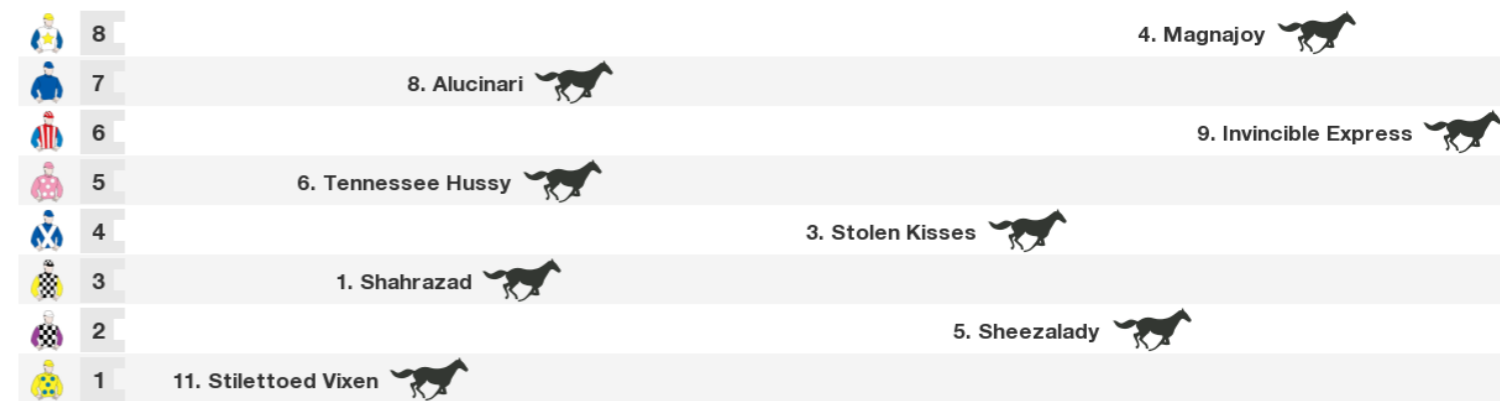 8 4. Magnajoy
7 8. Alucinari
6 9. Invincible Express
5 6. Tennessee Hussy
4 3. Stolen Kisses
3 1. Shahrazad
2 5. Sheezalady
1 11. Stilettoed Vixen